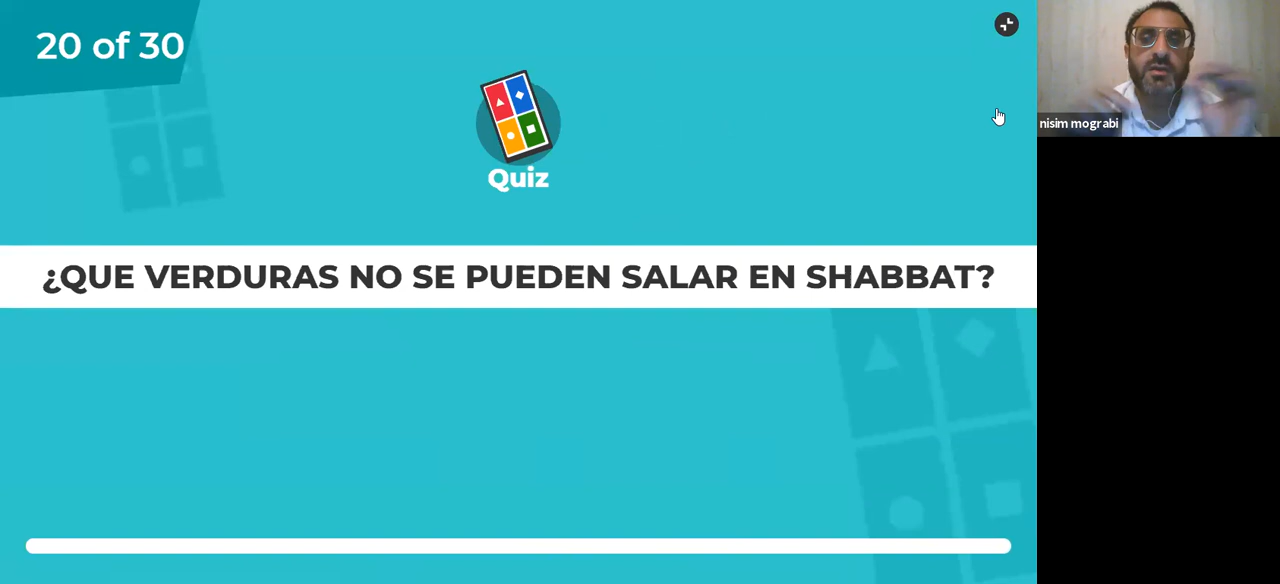 20 of 30
Quiz
¿QUE VERDURAS NO SE PUEDEN SALAR EN SHABBAT?
nisim mograbi